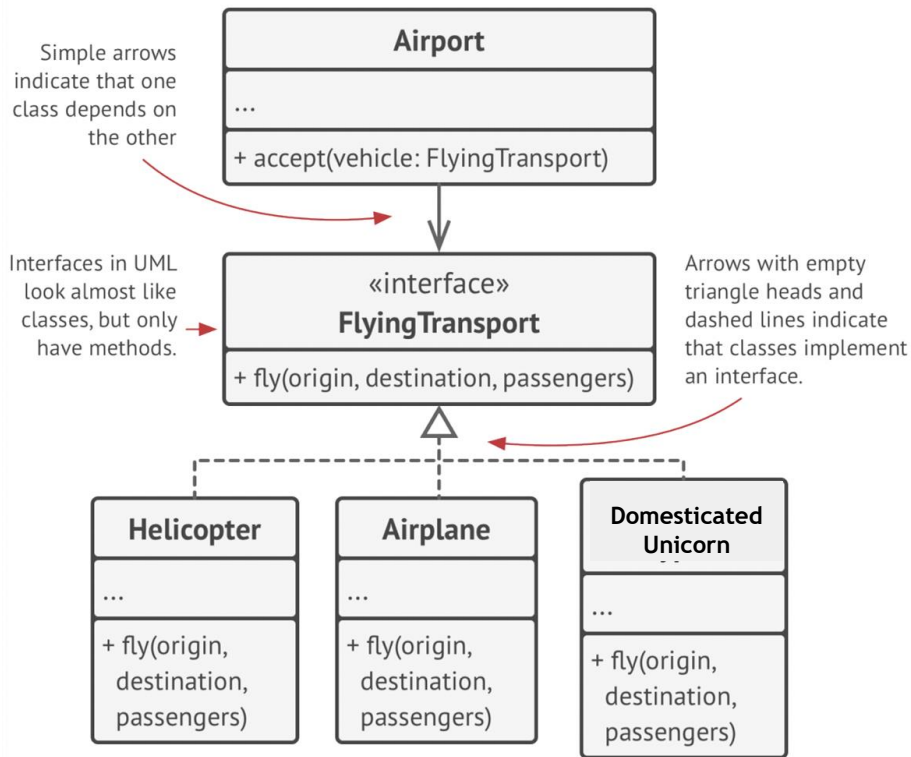 Airport
...
+ accept(vehicle: FlyingTransport)
Simple arrows
indicate that one
class depends on
the other
Interfaces in UML
look almost like
classes, but only
have methods.
«interface»
FlyingTransport
+ fly(origin, destination, passengers)
Arrows with empty
triangle heads and
dashed lines indicate
that classes implement
an interface.
Helicopter
...
+ fly(origin,
destination,
passengers)
Airplane
...
+ fly(origin,
destination,
passengers)
Domesticated
Unicorn
...
+ fly(origin,
destination,
passengers)